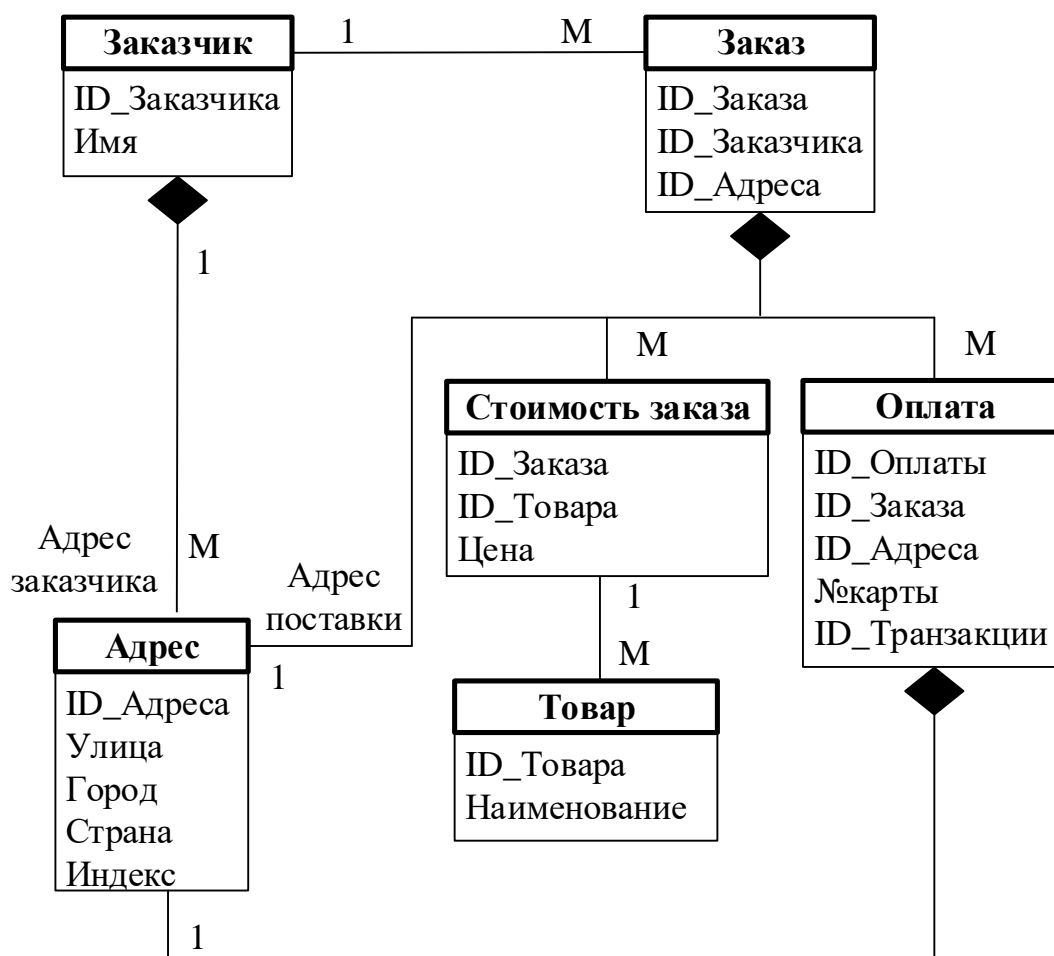 Заказчик
ID_Заказчика
Имя
1
М
Заказ
ID_Заказа
ID_Заказчика
ID_Адреса
1
М
М
Стоимость заказа
ID_Заказа
ID_Товара
Цена
Оплата
ID_Оплаты
ID_Заказа
ID_Адреса
№карты
ID_Транзакции
Адрес
заказчика
М
Адрес
поставки
1
М
Адрес
ID_Адреса
Улица
Город
Страна
Индекс
1
Товар
ID_Товара
Наименование
1